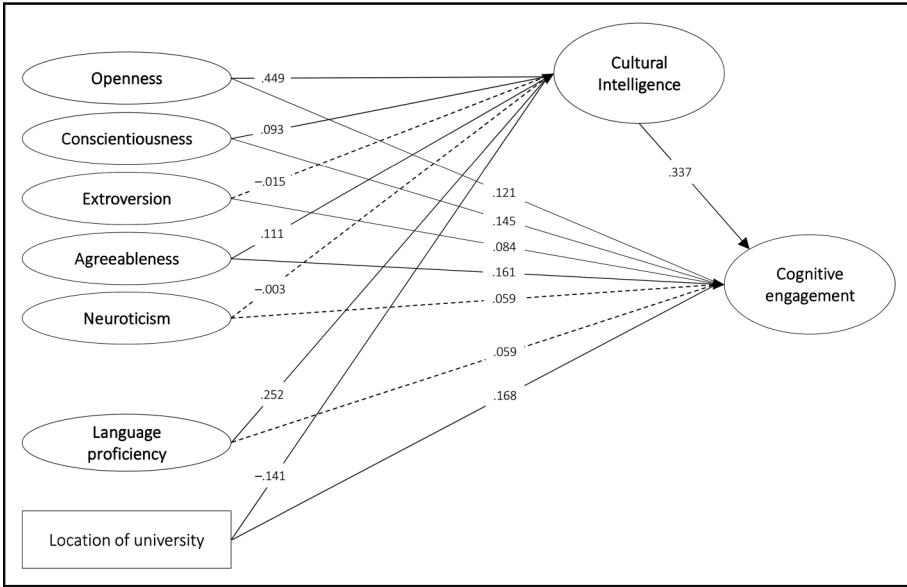 Openness
Conscientiousness
Extroversion
Agreeableness
Neuroticism
Language
proficiency
Location of university
Cultural
Intelligence
Cognitive
engagement
.449
.093
–.015
.111
–.003
.252
–.141
.337
.121
.145
.084
.161
.059
.059
.168